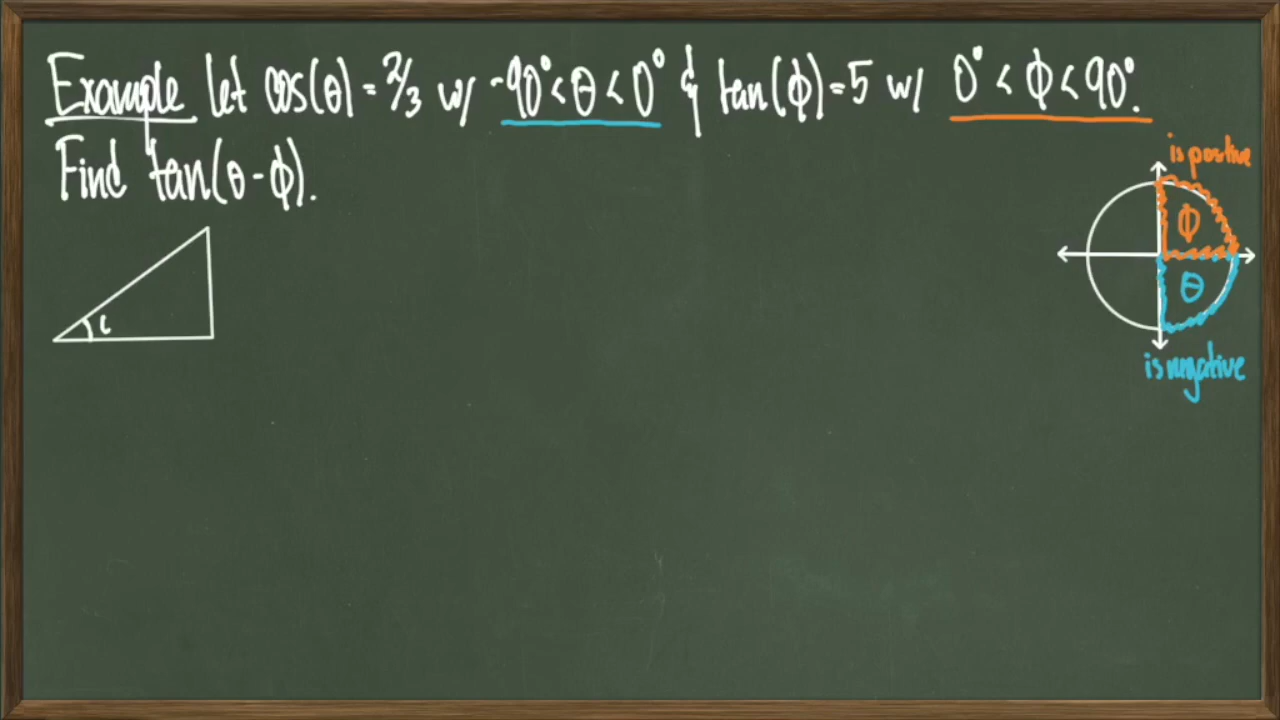 Example let cos(θ) = 2/3 w/ -90° < θ < 0° & tan(ϕ) = 5 w/ 0° < ϕ < 90°.
Find tan(θ - ϕ).
is positive
ϕ
θ
is negative